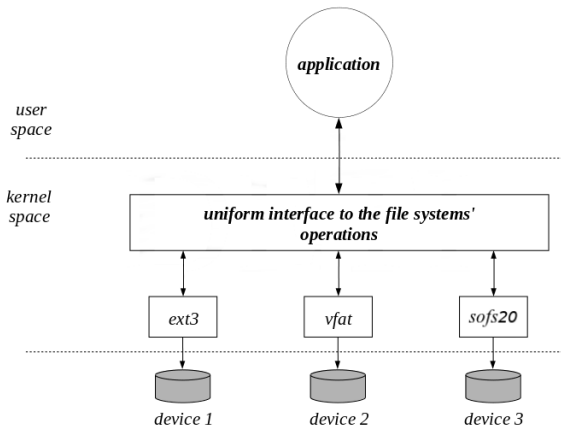 application
user
space
kernel
space
uniform interface to the file systems'
operations
ext3
vfat
sofs20
device 1
device 2
device 3